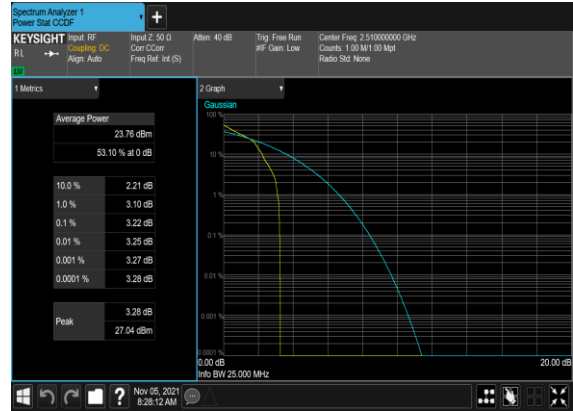 Spectrum Analyzer 1
Power Stat CCDF
+
KEYSIGHT
R L
LXI
Input: RF
Coupling: DC
Align: Auto
Input Z: 50 Ω
Corr CCorr
Freq Ref: Int (S)
Atten: 40 dB
Trig: Free Run
#IF Gain: Low
Center Freq: 2.510000000 GHz
Counts: 1.00 M/1.00 Mpt
Radio Std: None
1 Metrics
Average Power
23.76 dBm
53.10 % at 0 dB
10.0 % 2.21 dB
1.0 % 3.10 dB
0.1 % 3.22 dB
0.01 % 3.25 dB
0.001 % 3.27 dB
0.0001 % 3.28 dB
Peak
3.28 dB
27.04 dBm
2 Graph
Gaussian
100 %
10 %
1 %
0.1 %
0.01 %
0.001 %
0.0001 %
0.00 dB
20.00 dB
Info BW 25.000 MHz
?
Nov 05, 2021
8:28:12 AM